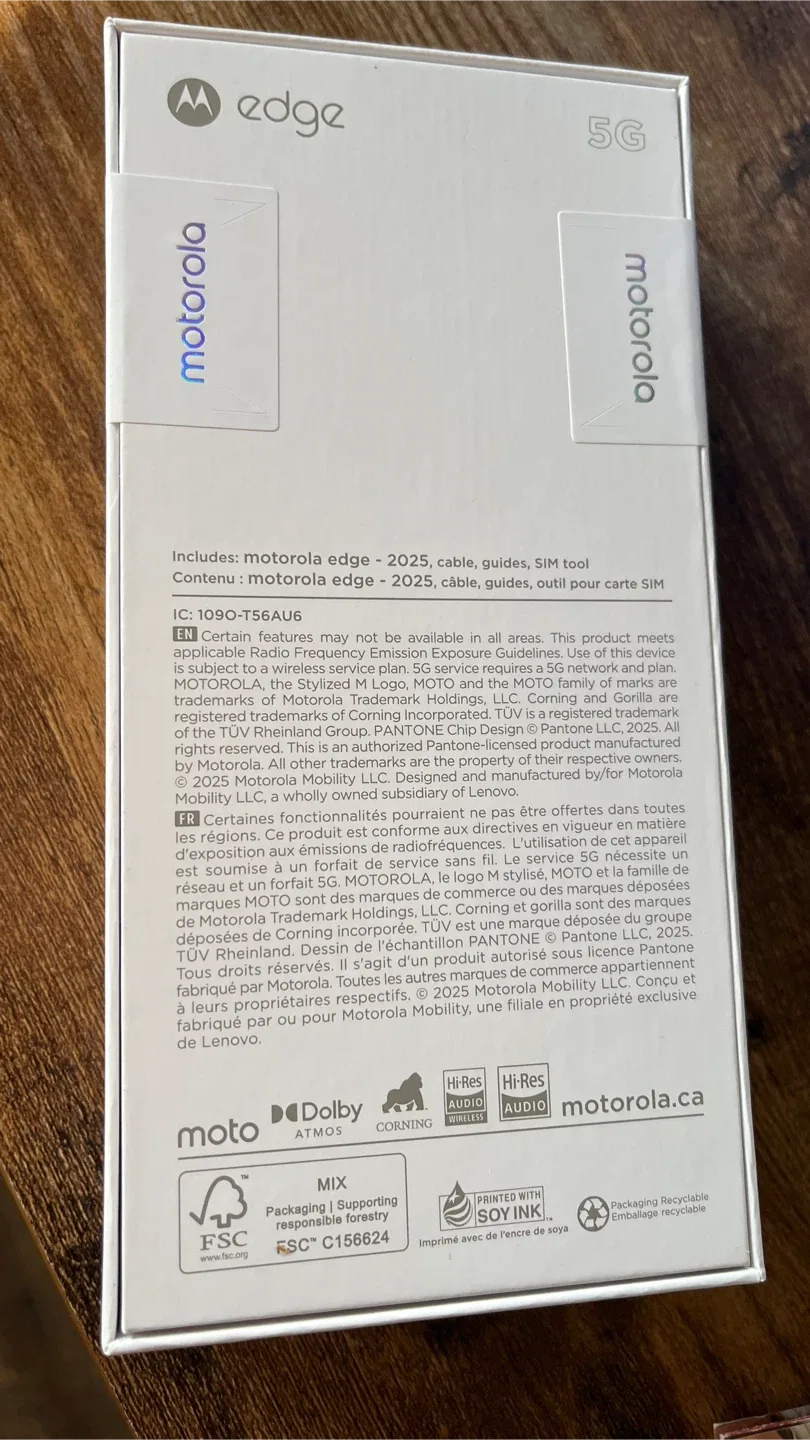 edge
5G
motorola
motorola
Includes: motorola edge - 2025, cable, guides, SIM tool
Contenu : motorola edge - 2025, câble, guides, outil pour carte SIM
IC: 109O-T56AU6
EN Certain features may not be available in all areas. This product meets
applicable Radio Frequency Emission Exposure Guidelines. Use of this device
is subject to a wireless service plan. 5G service requires a 5G network and plan.
MOTOROLA, the Stylized M Logo, MOTO and the MOTO family of marks are
trademarks of Motorola Trademark Holdings, LLC. Corning and Gorilla are
registered trademarks of Corning Incorporated. TÜV is a registered trademark
of the TÜV Rheinland Group. PANTONE Chip Design © Pantone LLC, 2025. All
rights reserved. This is an authorized Pantone-licensed product manufactured
by Motorola. All other trademarks are the property of their respective owners.
© 2025 Motorola Mobility LLC. Designed and manufactured by/for Motorola
Mobility LLC, a wholly owned subsidiary of Lenovo.
FR Certaines fonctionnalités pourraient ne pas être offertes dans toutes
les régions. Ce produit est conforme aux directives en vigueur en matière
d'exposition aux émissions de radiofréquences. L'utilisation de cet appareil
est soumise à un forfait de service sans fil. Le service 5G nécessite un
réseau et un forfait 5G. MOTOROLA, le logo M stylisé, MOTO et la famille de
marques MOTO sont des marques de commerce ou des marques déposées
de Motorola Trademark Holdings, LLC. Corning et gorilla sont des marques
déposées de Corning incorporée. TÜV est une marque déposée du groupe
TÜV Rheinland. Dessin de l'échantillon PANTONE © Pantone LLC, 2025.
Tous droits réservés. Il s'agit d'un produit autorisé sous licence Pantone
fabriqué par Motorola. Toutes les autres marques de commerce appartiennent
à leurs propriétaires respectifs. © 2025 Motorola Mobility LLC. Conçu et
fabriqué par ou pour Motorola Mobility, une filiale en propriété exclusive
de Lenovo.
moto
Dolby
ATMOS
CORNING
Hi-Res
AUDIO
WIRELESS
Hi-Res
AUDIO
motorola.ca
FSC
www.fsc.org
MIX
Packaging | Supporting
responsible forestry
FSC™ C156624
PRINTED WITH
SOY INK™
Imprimé avec de l'encre de soya
Packaging Recyclable
Emballage recyclable